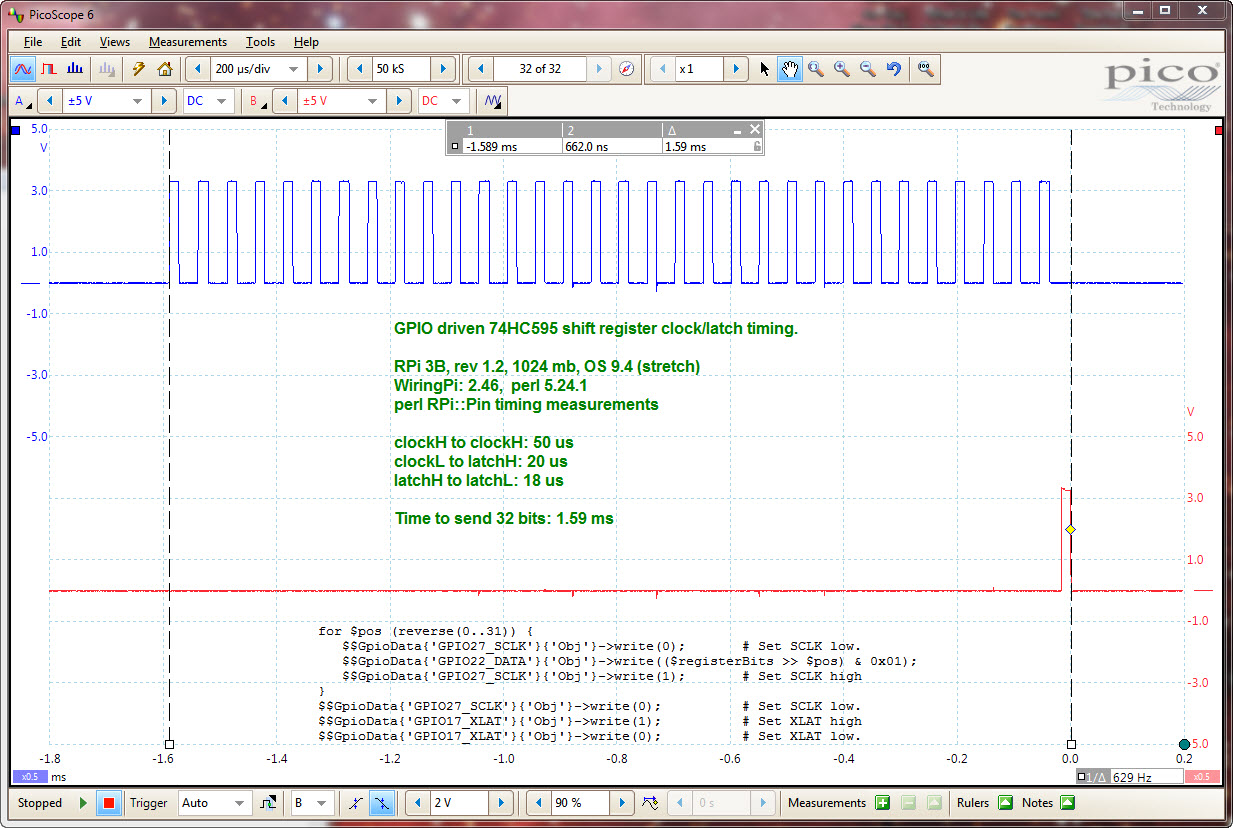 PicoScope 6
File Edit Views Measurements Tools Help
200 µs/div 50 kS 32 of 32 x1
A ±5 V DC B ±5 V DC
pico
Technology
1 2 Δ
-1.589 ms 662.0 ns 1.59 ms
5.0
V
3.0
1.0
-1.0
-3.0
-5.0
GPIO driven 74HC595 shift register clock/latch timing.
RPi 3B, rev 1.2, 1024 mb, OS 9.4 (stretch)
WiringPi: 2.46, perl 5.24.1
perl RPi::Pin timing measurements
clockH to clockH: 50 us
clockL to latchH: 20 us
latchH to latchL: 18 us
Time to send 32 bits: 1.59 ms
V
5.0
3.0
1.0
-1.0
-3.0
-5.0
for $pos (reverse(0..31)) {
$$GpioData{'GPIO27_SCLK'}{'Obj'}->write(0); # Set SCLK low.
$$GpioData{'GPIO22_DATA'}{'Obj'}->write(($registerBits >> $pos) & 0x01);
$$GpioData{'GPIO27_SCLK'}{'Obj'}->write(1); # Set SCLK high
}
$$GpioData{'GPIO27_SCLK'}{'Obj'}->write(0); # Set SCLK low.
$$GpioData{'GPIO17_XLAT'}{'Obj'}->write(1); # Set XLAT high
$$GpioData{'GPIO17_XLAT'}{'Obj'}->write(0); # Set XLAT low.
-1.8 -1.6 -1.4 -1.2 -1.0 -0.8 -0.6 -0.4 -0.2 0.0 0.2
x0.5 ms 1/Δ 629 Hz x0.5
Stopped Trigger Auto B 2 V 90 % 0 s Measurements Rulers Notes